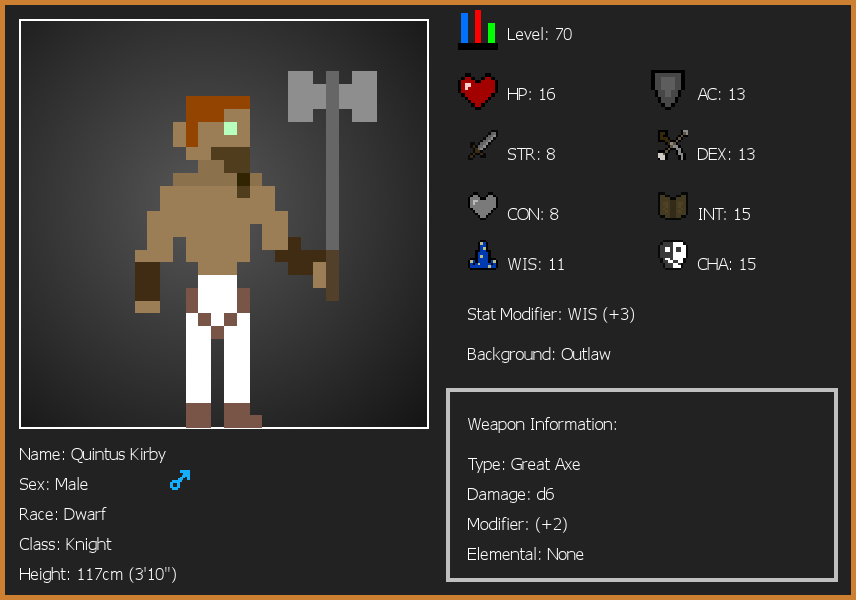 Level: 70
HP: 16
AC: 13
STR: 8
DEX: 13
CON: 8
INT: 15
WIS: 11
CHA: 15
Stat Modifier: WIS (+3)
Background: Outlaw
Weapon Information:
Type: Great Axe
Damage: d6
Modifier: (+2)
Elemental: None
Name: Quintus Kirby
Sex: Male
Race: Dwarf
Class: Knight
Height: 117cm (3'10")